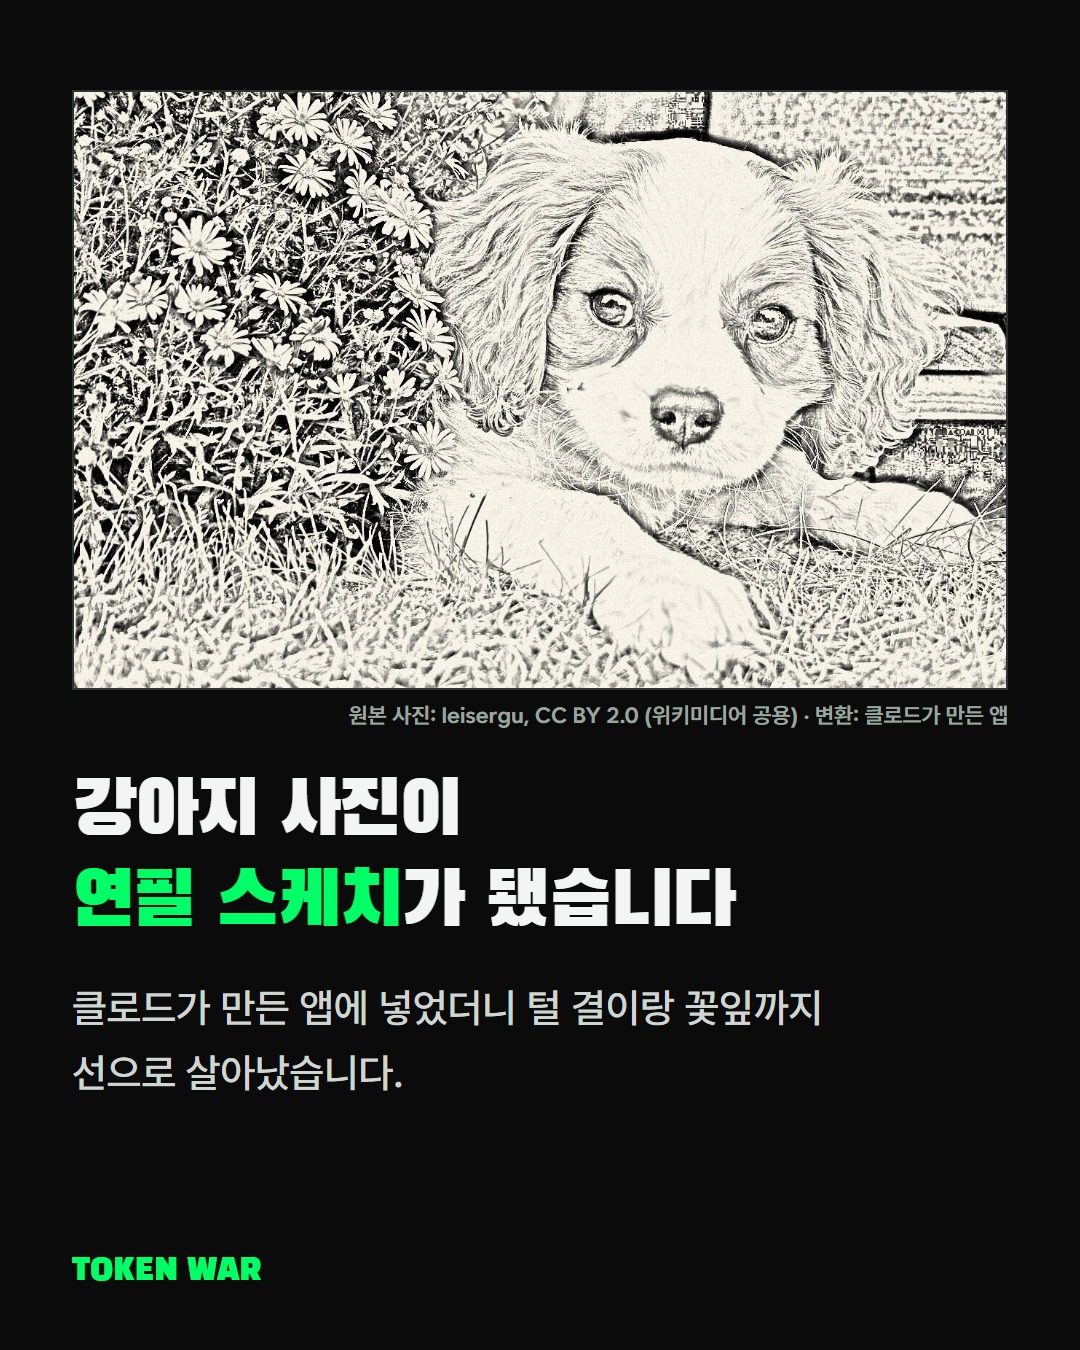 원본 사진: leisergu, CC BY 2.0 (위키미디어 공용) · 변환: 클로드가 만든 앱
강아지 사진이
연필 스케치가 됐습니다
클로드가 만든 앱에 넣었더니 털 결이랑 꽃잎까지
선으로 살아났습니다.
TOKEN WAR